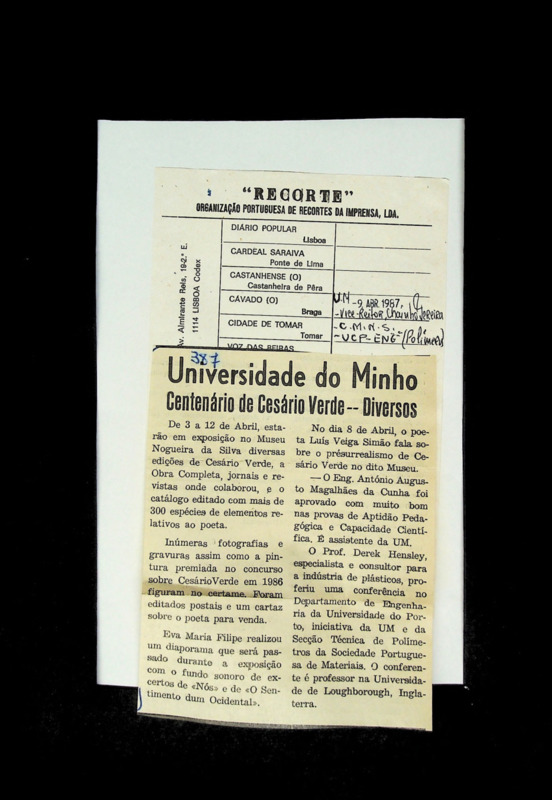 "RECORTE"
ORGANIZAÇÃO PORTUGUESA DE RECORTES DA IMPRENSA, LDA.
Av. Almirante Reis, 19-2.º E.
1114 LISBOA Codex
DIÁRIO POPULAR
Lisboa
CARDEAL SARAIVA
Ponte de Lima
CASTANHENSE (O)
Castanheira de Pêra
CÁVADO (O)
Braga
CIDADE DE TOMAR
Tomar
VOZ DAS BEIRAS
U.M - 9 ABR 1987,
- Vice-Reitor, Chainho Pereira
- C.M.N.S.
- UCP-ENG - (Polímeros)
387
Universidade do Minho
Centenário de Cesário Verde -- Diversos
De 3 a 12 de Abril, esta-
rão em exposição no Museu
Nogueira da Silva diversas
edições de Cesário Verde, a
Obra Completa, jornais e re-
vistas onde colaborou, e o
catálogo editado com mais de
300 espécies de elementos re-
lativos ao poeta.
Inúmeras fotografias e
gravuras assim como a pin-
tura premiada no concurso
sobre CesárioVerde em 1986
figuram no certame. Foram
editados postais e um cartaz
sobre o poeta para venda.
Eva Maria Filipe realizou
um diaporama que será pas-
sado durante a exposição
com o fundo sonoro de ex-
certos de «Nós» e de «O Sen-
timento dum Ocidental».
No dia 8 de Abril, o poe-
ta Luís Veiga Simão fala so-
bre o présurrealismo de Ce-
sário Verde no dito Museu.
— O Eng. António Augus-
to Magalhães da Cunha foi
aprovado com muito bom
nas provas de Aptidão Peda-
gógica e Capacidade Cientí-
fica. É assistente da UM.
O Prof. Derek Hensley,
especialista e consultor para
a indústria de plásticos, pro-
feriu uma conferência no
Departamento de Engenha-
ria da Universidade do Por-
to, iniciativa da UM e da
Secção Técnica de Políme-
tros da Sociedade Portugue-
sa de Materiais. O conferen-
te é professor na Universida-
de de Loughborough, Ingla-
terra.